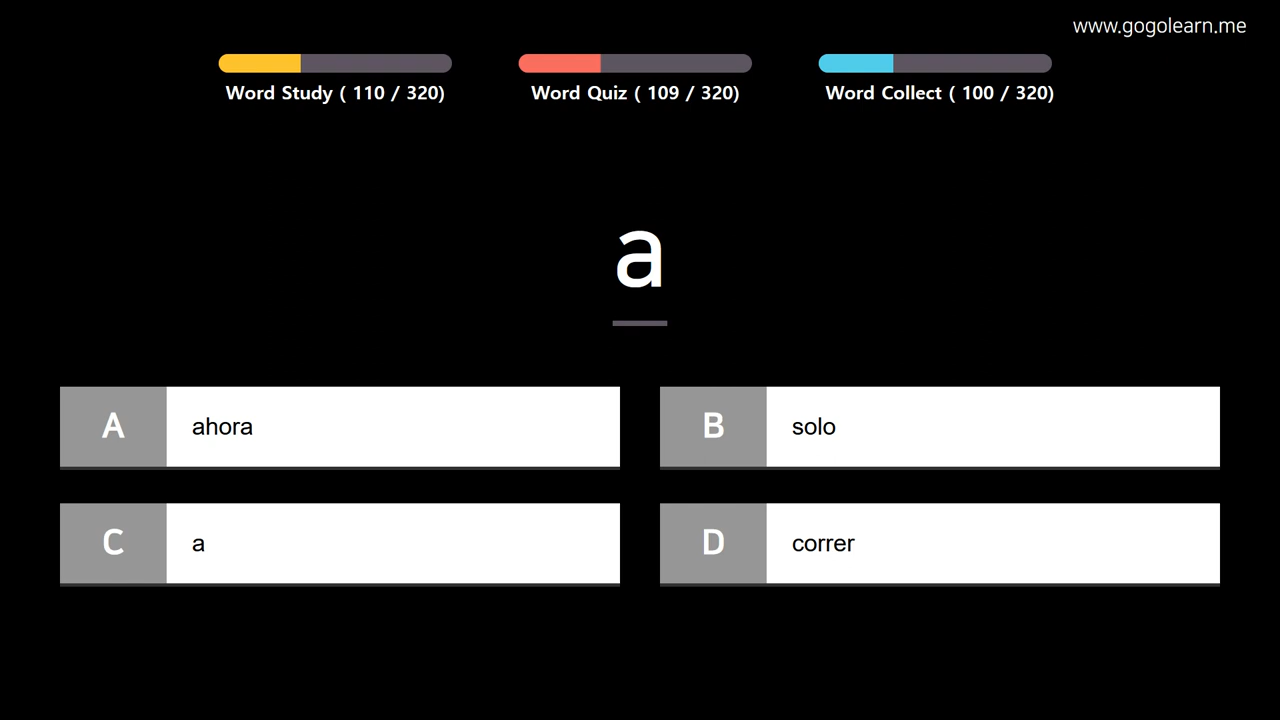 www.gogolearn.me
Word Study ( 110 / 320)
Word Quiz ( 109 / 320)
Word Collect ( 100 / 320)
a
A
ahora
B
solo
C
a
D
correr